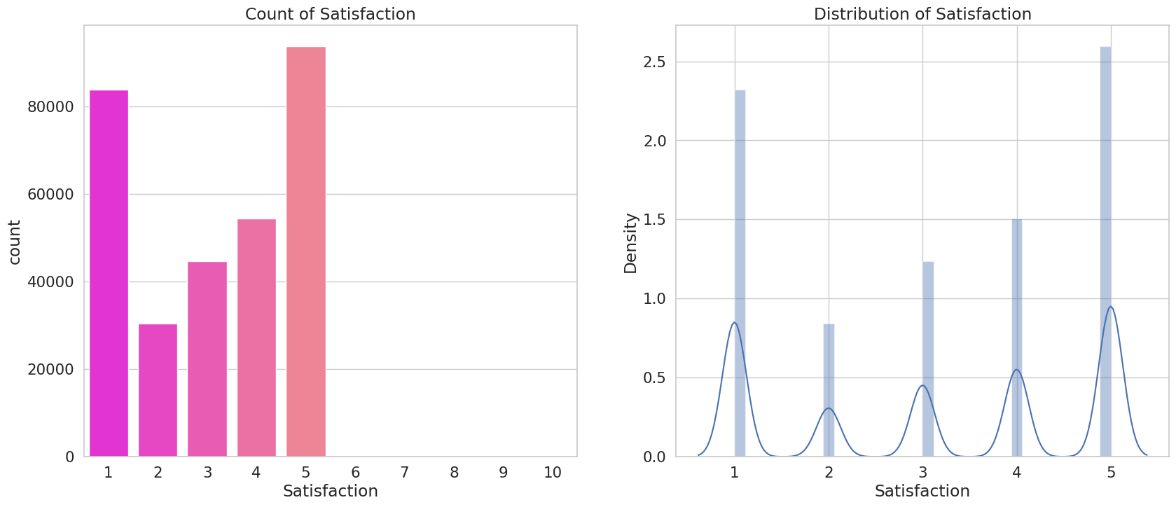 Count of Satisfaction
count
80000
60000
40000
20000
0
1 2 3 4 5 6 7 8 9 10
Satisfaction
Distribution of Satisfaction
Density
2.5
2.0
1.5
1.0
0.5
0.0
1 2 3 4 5
Satisfaction